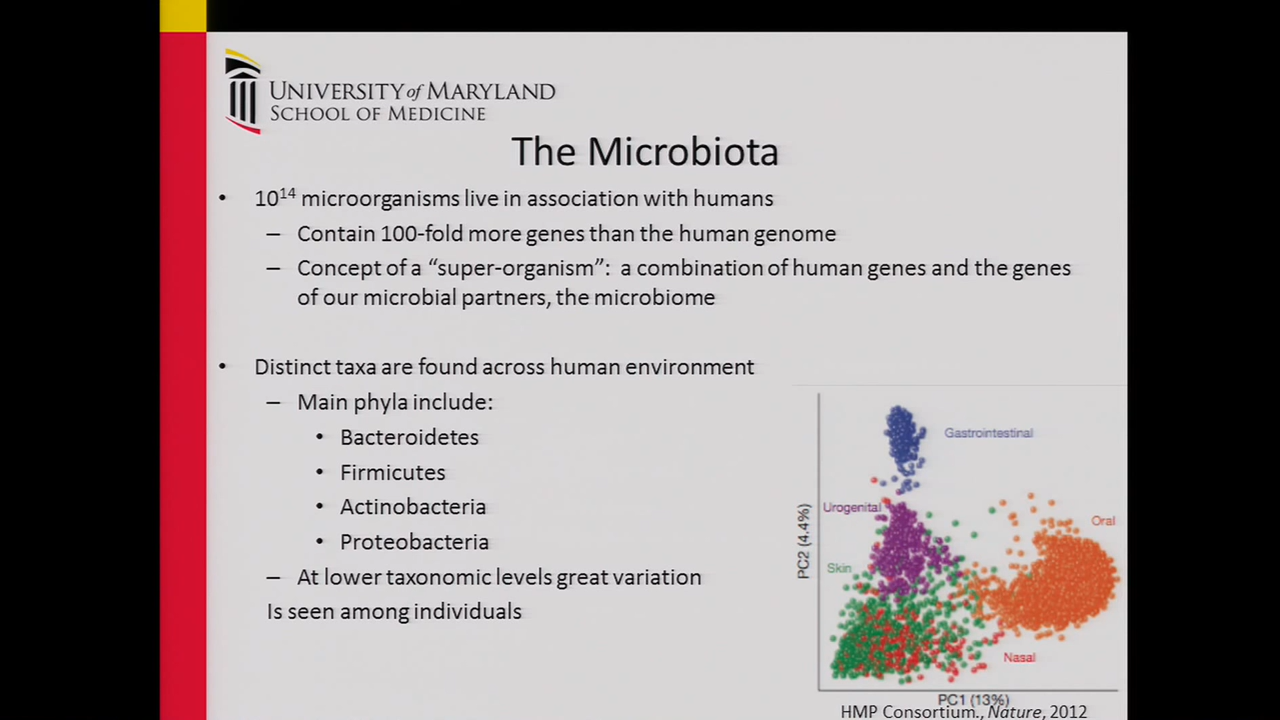 UNIVERSITY of MARYLAND
SCHOOL OF MEDICINE
The Microbiota
• 10¹⁴ microorganisms live in association with humans
– Contain 100-fold more genes than the human genome
– Concept of a “super-organism”: a combination of human genes and the genes
of our microbial partners, the microbiome
• Distinct taxa are found across human environment
– Main phyla include:
• Bacteroidetes
• Firmicutes
• Actinobacteria
• Proteobacteria
– At lower taxonomic levels great variation
Is seen among individuals
Gastrointestinal
Urogenital
Oral
Skin
Nasal
PC2 (4.4%)
PC1 (13%)
HMP Consortium., Nature, 2012